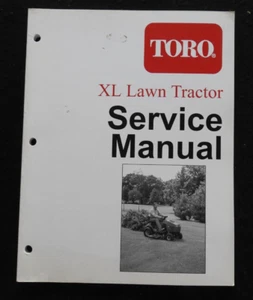 TORO.
XL Lawn Tractor
Service
Manual